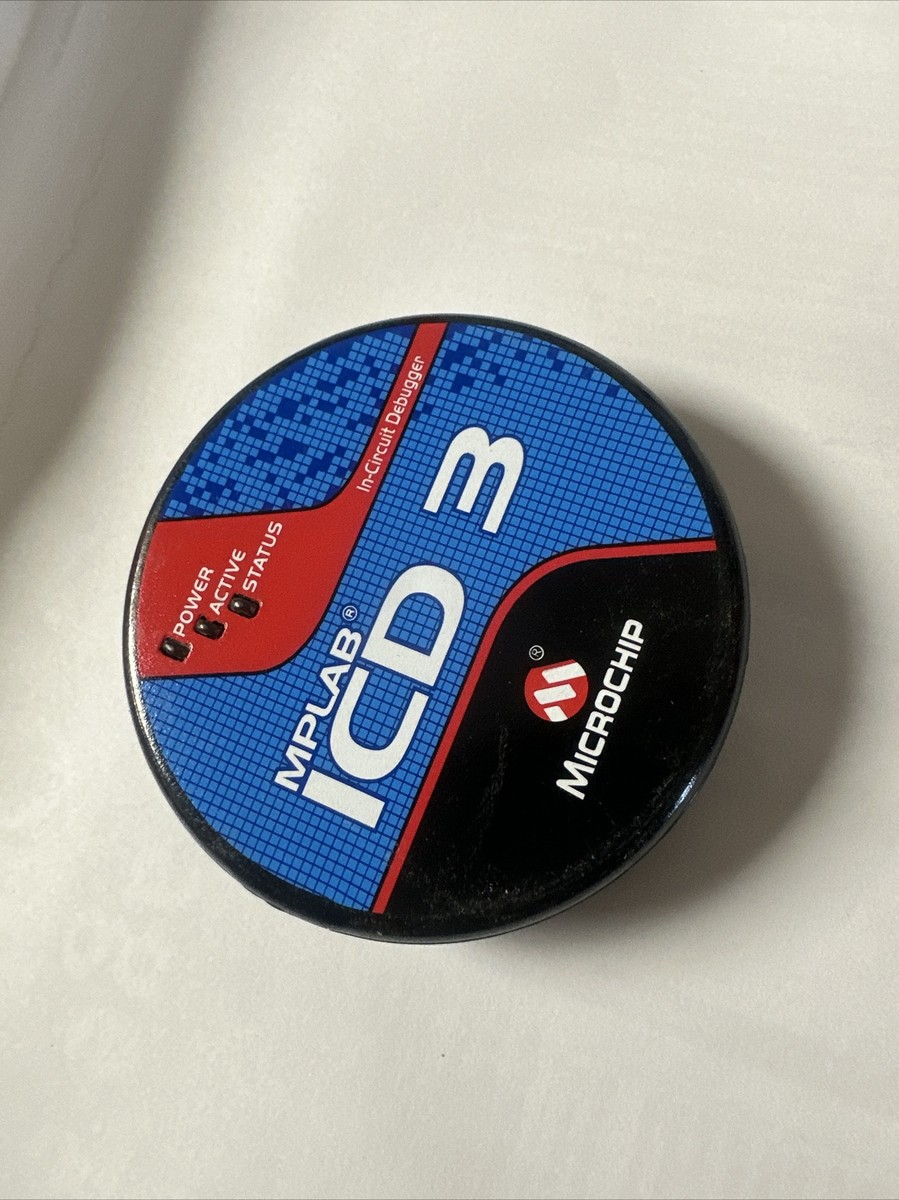 POWER
ACTIVE
STATUS
In-Circuit Debugger
MPLAB®
ICD 3
®
MICROCHIP